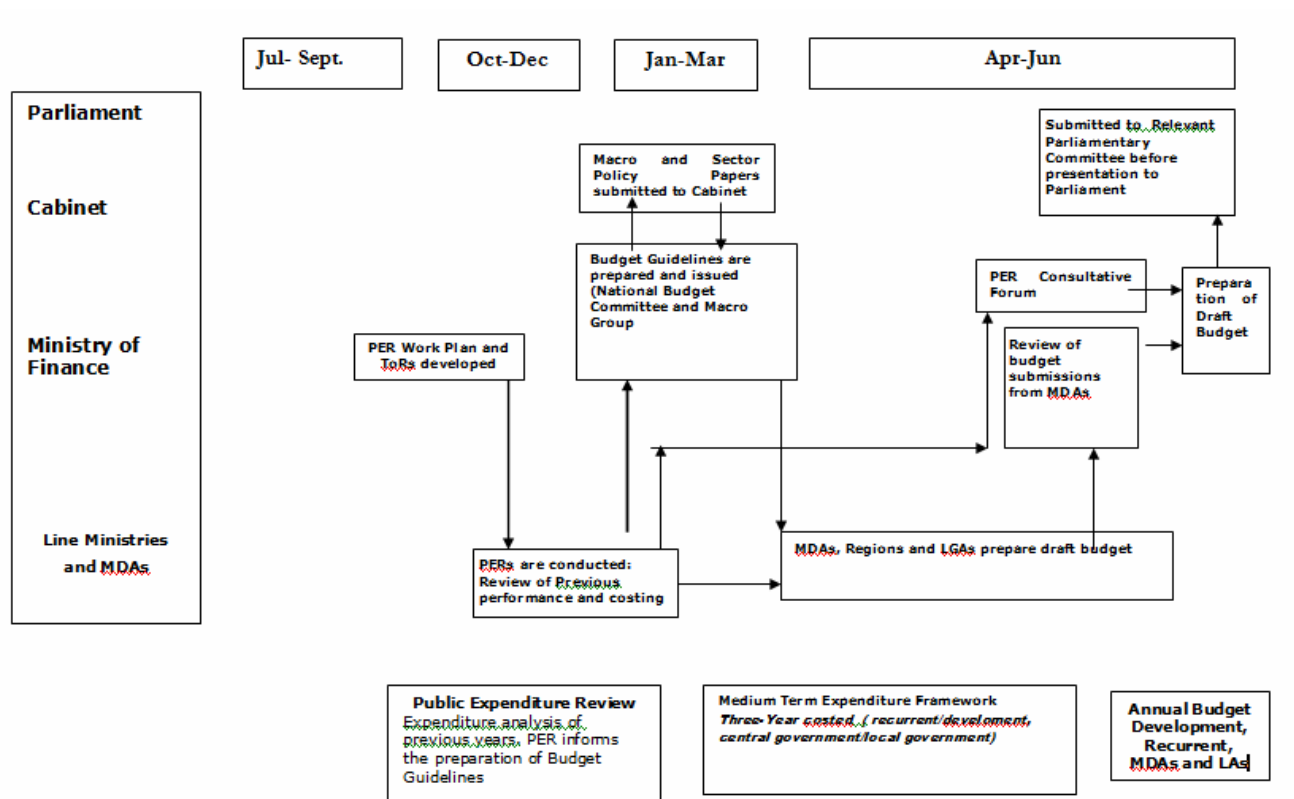 Jul- Sept.
Oct-Dec
Jan-Mar
Apr-Jun
Parliament
Cabinet
Ministry of
Finance
Line Ministries
and MDAs
Submitted to Relevant
Parliamentary
Committee before
presentation to
Parliament
Macro and Sector
Policy Papers
submitted to Cabinet
Budget Guidelines are
prepared and issued
(National Budget
Committee and Macro
Group
PER Consultative
Forum
Prepara
tion of
Draft
Budget
PER Work Plan and
ToRs developed
Review of
budget
submissions
from MDAs
PERs are conducted:
Review of Previous
performance and costing
MDAs, Regions and LGAs prepare draft budget
Public Expenditure Review
Expenditure analysis of
previous years. PER informs
the preparation of Budget
Guidelines
Medium Term Expenditure Framework
Three-Year costed ( recurrent/develoment,
central government/local government)
Annual Budget
Development,
Recurrent,
MDAs and LAs